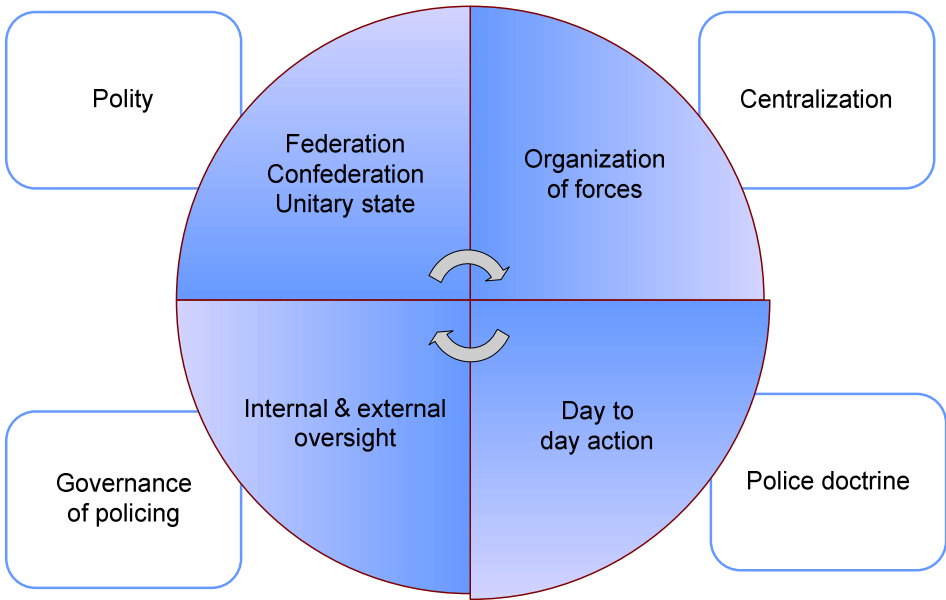 Polity
Federation
Confederation
Unitary state
Organization
of forces
Centralization
Governance
of policing
Internal & external
oversight
Day to
day action
Police doctrine